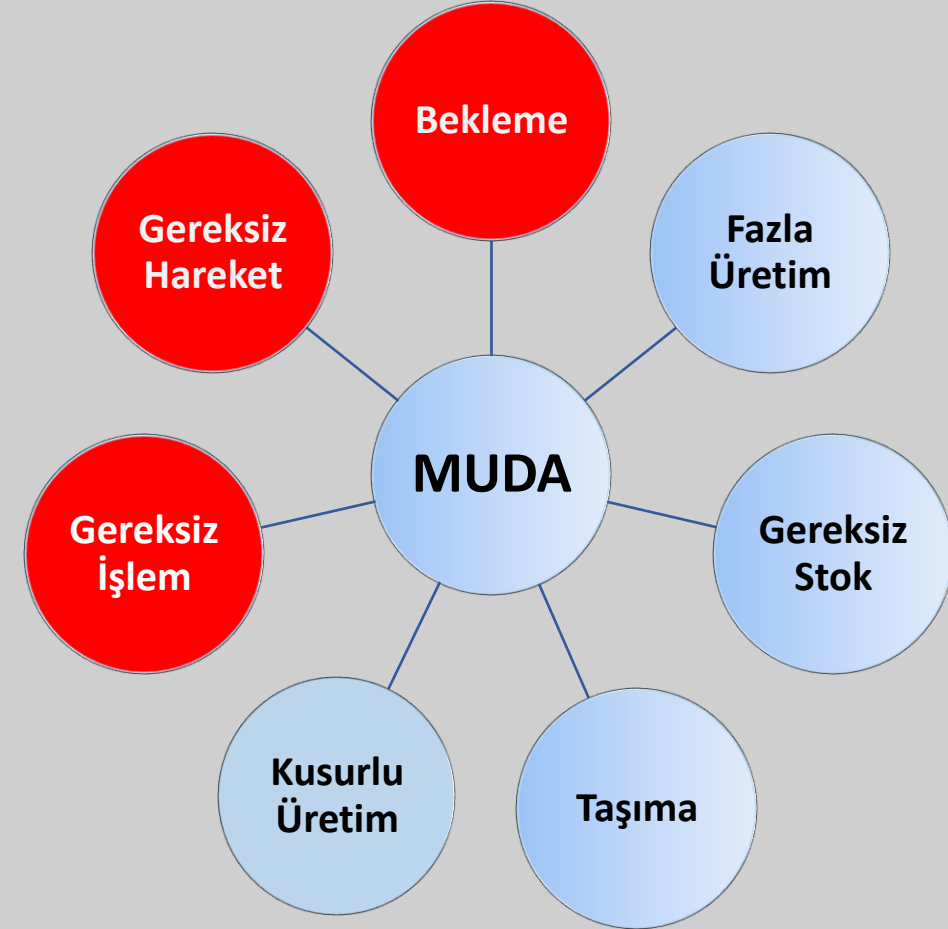 Bekleme
Fazla
Üretim
Gereksiz
Stok
Taşıma
Kusurlu
Üretim
Gereksiz
İşlem
Gereksiz
Hareket
MUDA